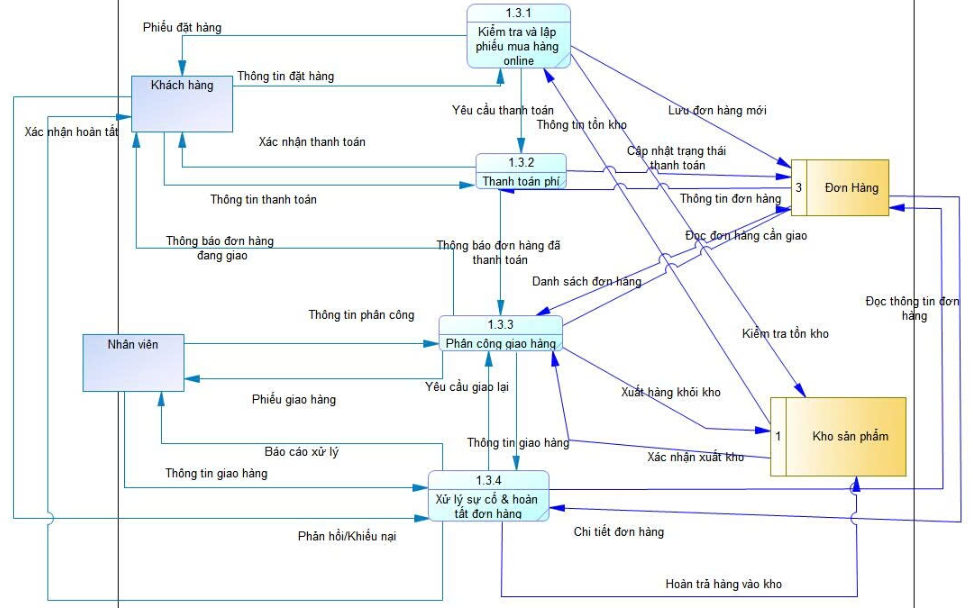 1.3.1
Kiểm tra và lập
phiếu mua hàng
online
Phiếu đặt hàng
Khách hàng
Thông tin đặt hàng
Yêu cầu thanh toán
Thông tin tồn kho
Lưu đơn hàng mới
Xác nhận hoàn tất
Xác nhận thanh toán
Cập nhật trạng thái
thanh toán
1.3.2
Thanh toán phí
3
Đơn Hàng
Thông tin thanh toán
Thông tin đơn hàng
Thông báo đơn hàng
đang giao
Thông báo đơn hàng đã
thanh toán
Đọc đơn hàng cần giao
Danh sách đơn hàng
Đọc thông tin đơn
hàng
Thông tin phân công
1.3.3
Phân công giao hàng
Kiểm tra tồn kho
Nhân viên
Yêu cầu giao lại
Xuất hàng khỏi kho
Phiếu giao hàng
1
Kho sản phẩm
Thông tin giao hàng
Báo cáo xử lý
Xác nhận xuất kho
Thông tin giao hàng
1.3.4
Xử lý sự cố & hoàn
tất đơn hàng
Phản hồi/Khiếu nại
Chi tiết đơn hàng
Hoàn trả hàng vào kho